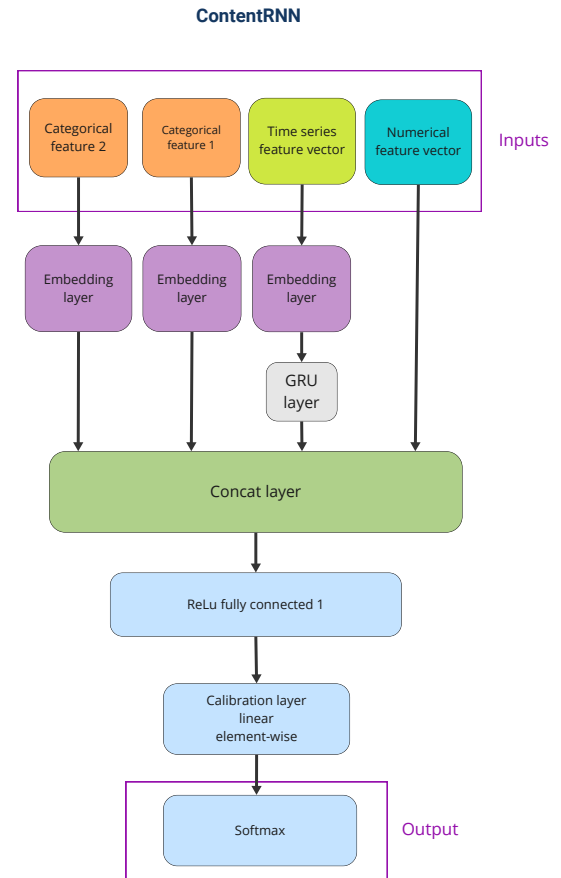 ContentRNN
Categorical
feature 2
Categorical
feature 1
Time series
feature vector
Numerical
feature vector
Inputs
Embedding
layer
Embedding
layer
Embedding
layer
GRU
layer
Concat layer
ReLu fully connected 1
Calibration layer
linear
element-wise
Softmax
Output